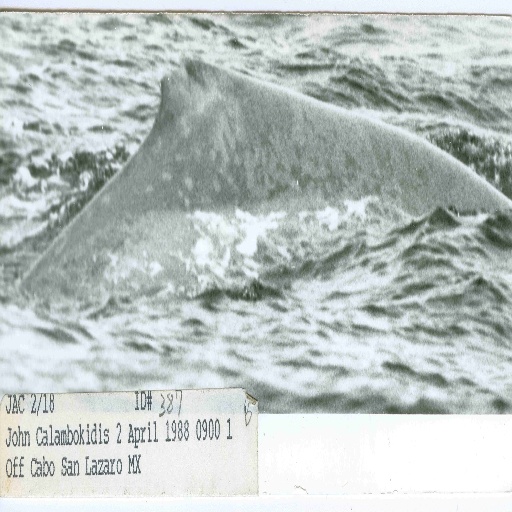 JAC 2/18 ID# 387
John Calambokidis 2 April 1988 0900 1
Off Cabo San Lazaro MX